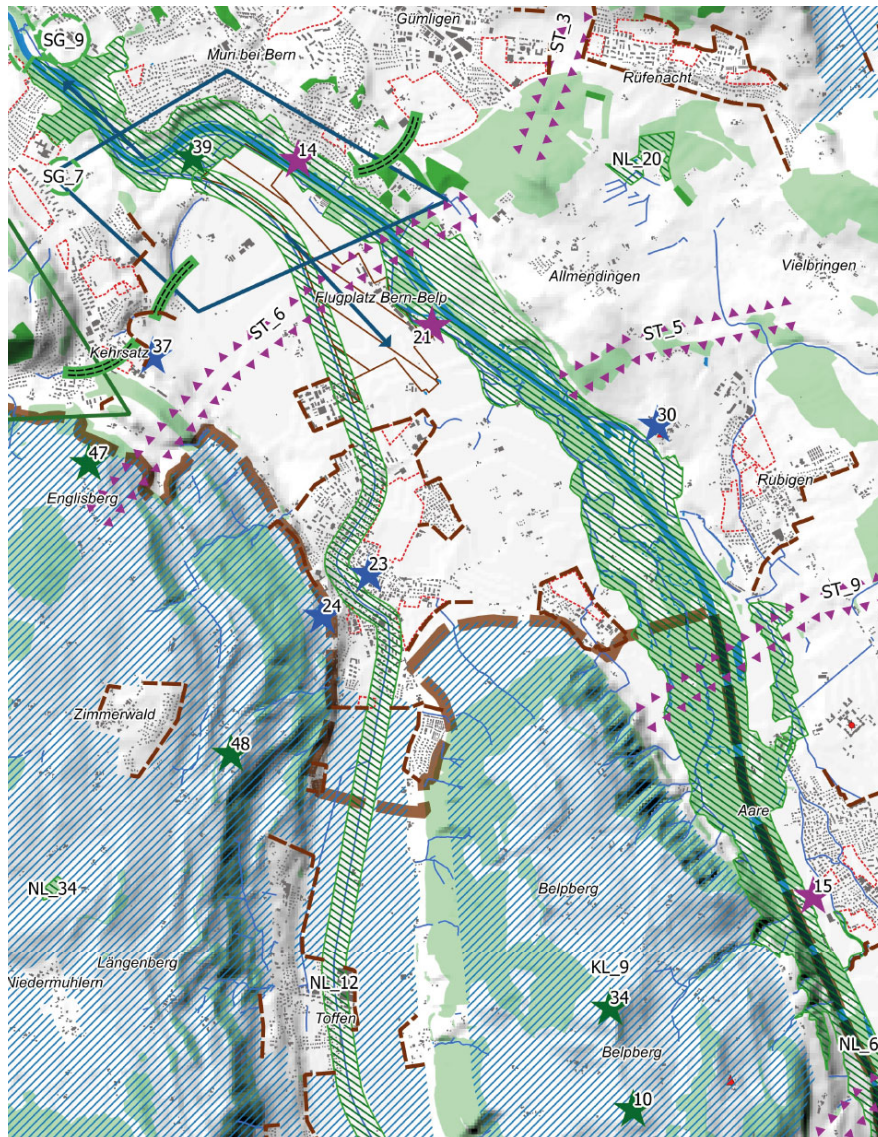 Gümligen
ST_3
SG_9
Muri bei Bern
Rüfenacht
39
14
NL_20
SG_7
Vielbringen
Allmendingen
Flugplatz Bern-Belp
ST_6
21
ST_5
Kehrsatz
37
30
47
Englisberg
Rubigen
23
ST_9
24
Zimmerwald
48
Aare
15
NL_34
Belpberg
Längenberg
KL_9
Niedermuhlern
NL_12
34
Toffen
NL_6
Belpberg
10